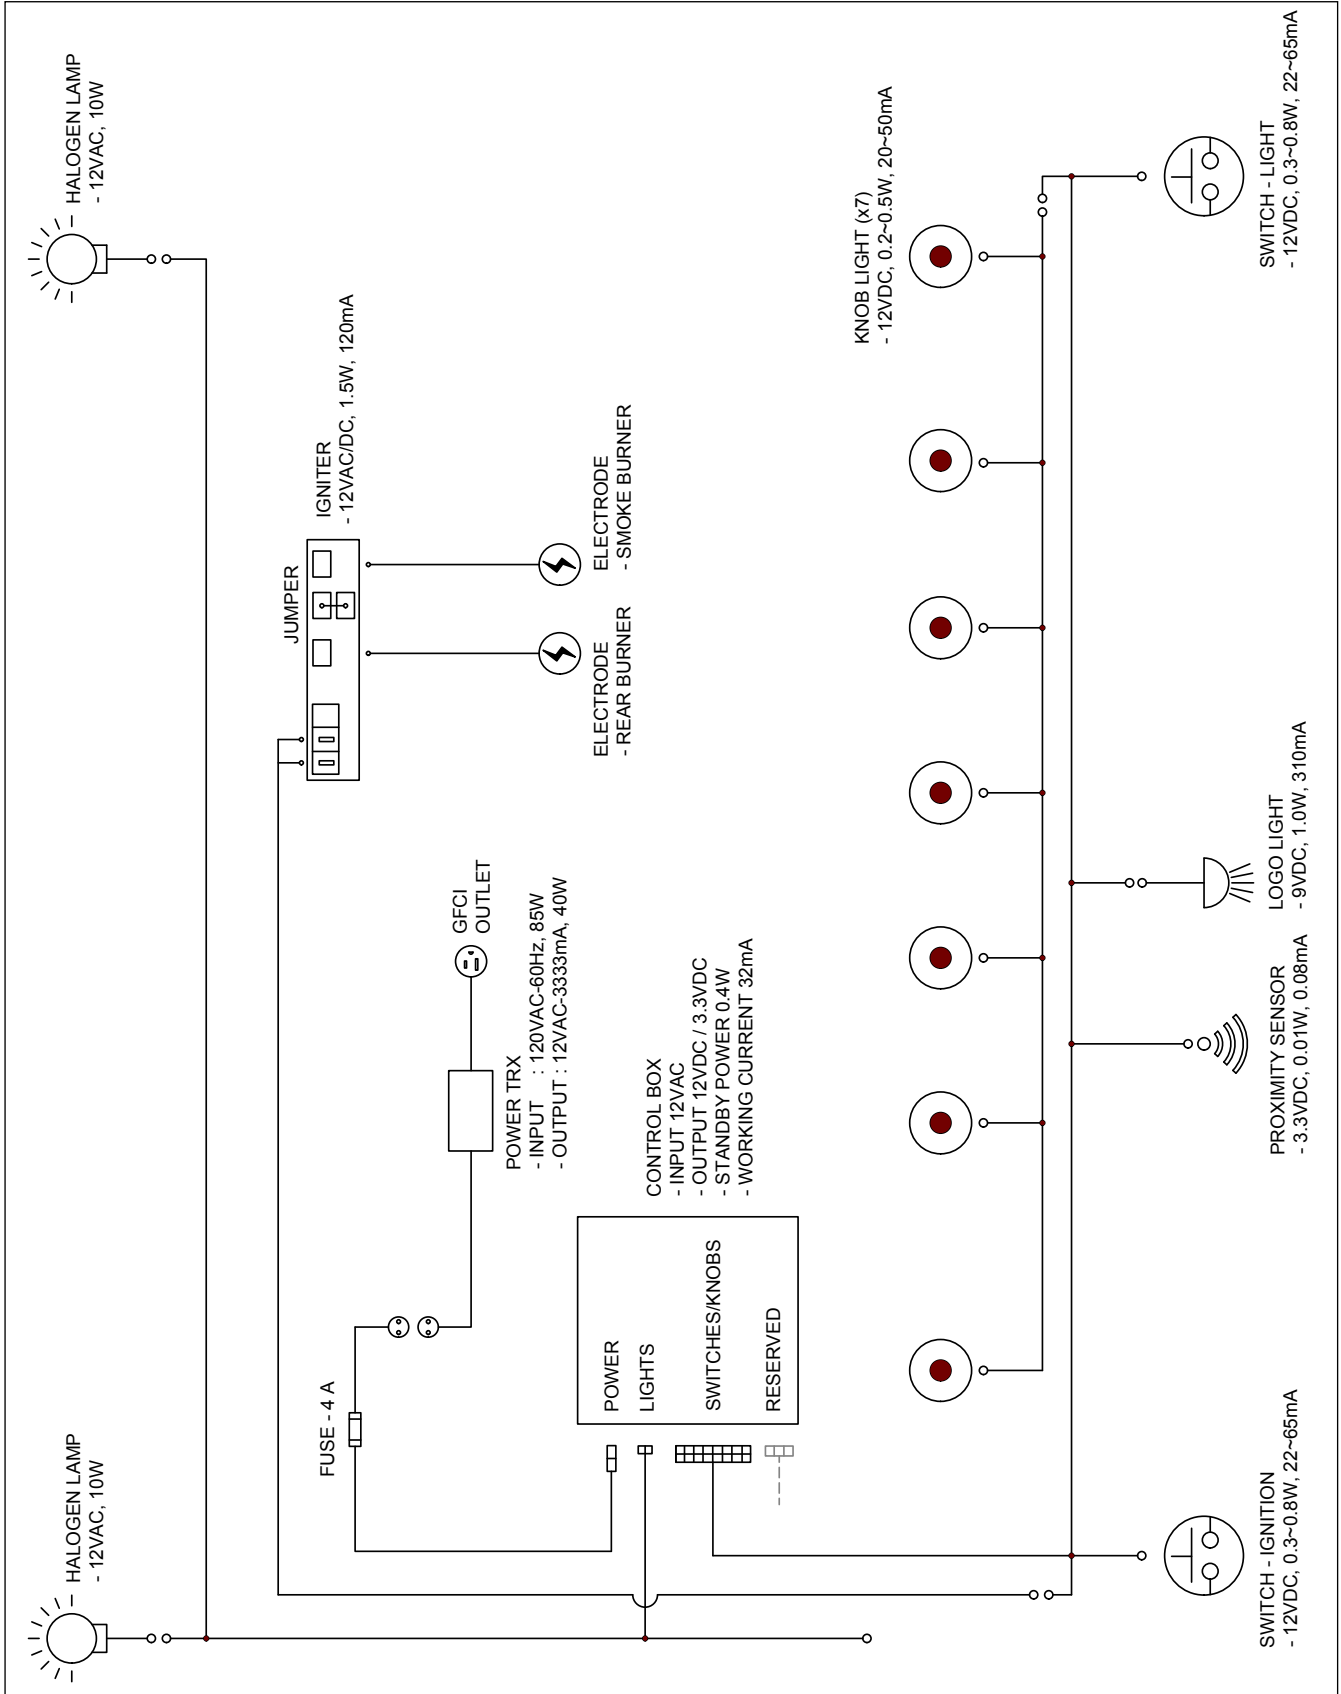 HALOGEN LAMP
- 12VAC, 10W
HALOGEN LAMP
- 12VAC, 10W
FUSE - 4 A
JUMPER
IGNITER
- 12VAC/DC, 1.5W, 120mA
GFCI
OUTLET
POWER TRX
- INPUT : 120VAC-60Hz, 85W
- OUTPUT : 12VAC-3333mA, 40W
ELECTRODE
- REAR BURNER
ELECTRODE
- SMOKE BURNER
CONTROL BOX
- INPUT 12VAC
- OUTPUT 12VDC / 3.3VDC
- STANDBY POWER 0.4W
- WORKING CURRENT 32mA
POWER
LIGHTS
SWITCHES/KNOBS
RESERVED
KNOB LIGHT (x7)
- 12VDC, 0.2~0.5W, 20~50mA
SWITCH - IGNITION
- 12VDC, 0.3~0.8W, 22~65mA
PROXIMITY SENSOR
- 3.3VDC, 0.01W, 0.08mA
LOGO LIGHT
- 9VDC, 1.0W, 310mA
SWITCH - LIGHT
- 12VDC, 0.3~0.8W, 22~65mA